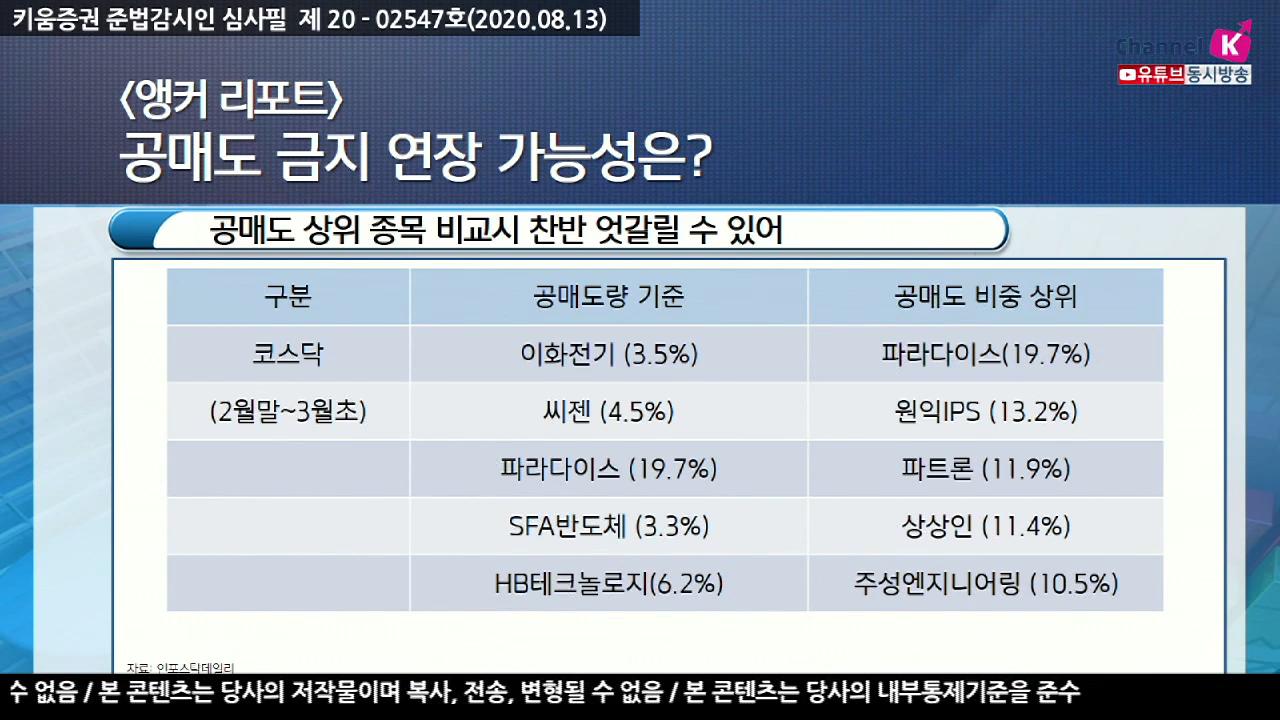 키움증권 준법감시인 심사필 제 20 - 02547호(2020.08.13)
Channel K
유튜브동시방송
<앵커 리포트>
공매도 금지 연장 가능성은?
공매도 상위 종목 비교시 찬반 엇갈릴 수 있어
구분 공매도량 기준 공매도 비중 상위
코스닥 이화전기 (3.5%) 파라다이스(19.7%)
(2월말~3월초) 씨젠 (4.5%) 원익IPS (13.2%)
파라다이스 (19.7%) 파트론 (11.9%)
SFA반도체 (3.3%) 상상인 (11.4%)
HB테크놀로지(6.2%) 주성엔지니어링 (10.5%)
자료: 인포스탁데일리
수 없음 / 본 콘텐츠는 당사의 저작물이며 복사, 전송, 변형될 수 없음 / 본 콘텐츠는 당사의 내부통제기준을 준수